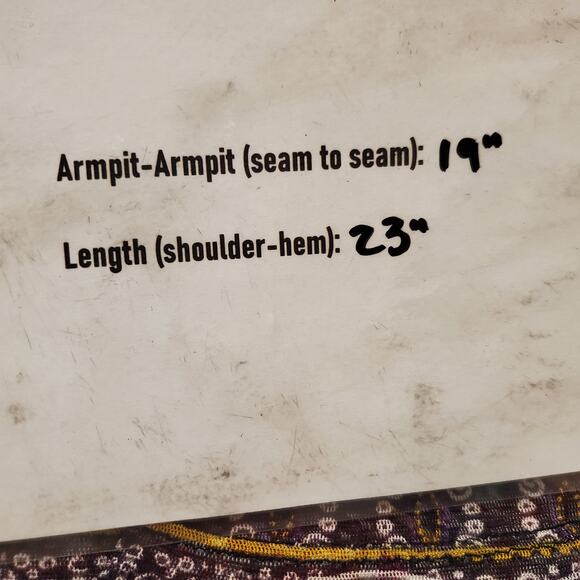 Armpit-Armpit (seam to seam): 19"
Length (shoulder-hem): 23"